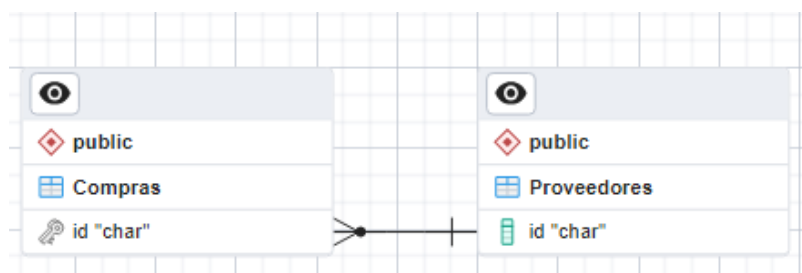 public
Compras
id "char"
public
Proveedores
id "char"